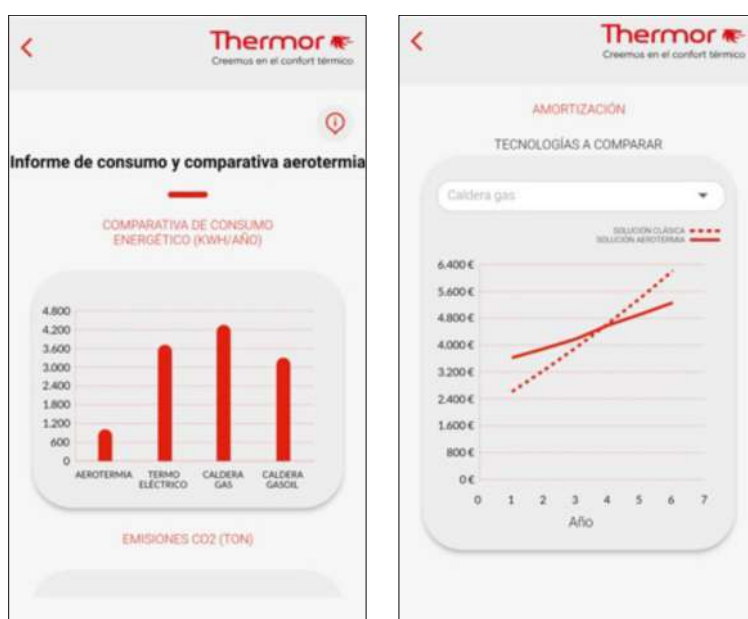 Thermor
Creemos en el confort térmico
Informe de consumo y comparativa aerotermia
COMPARATIVA DE CONSUMO
ENERGÉTICO (KWH/AÑO)
4.800
4.200
3.600
3.000
2.400
1.800
1.200
600
0
AEROTERMIA
TERMO
ELÉCTRICO
CALDERA
GAS
CALDERA
GASOIL
EMISIONES CO2 (TON)
Thermor
Creemos en el confort térmico
AMORTIZACIÓN
TECNOLOGÍAS A COMPARAR
Caldera gas
SOLUCIÓN CLÁSICA
SOLUCIÓN AEROTERMIA
6.400 €
5.600 €
4.800 €
4.000 €
3.200 €
2.400 €
1.600 €
800 €
0 €
0 1 2 3 4 5 6 7
Año